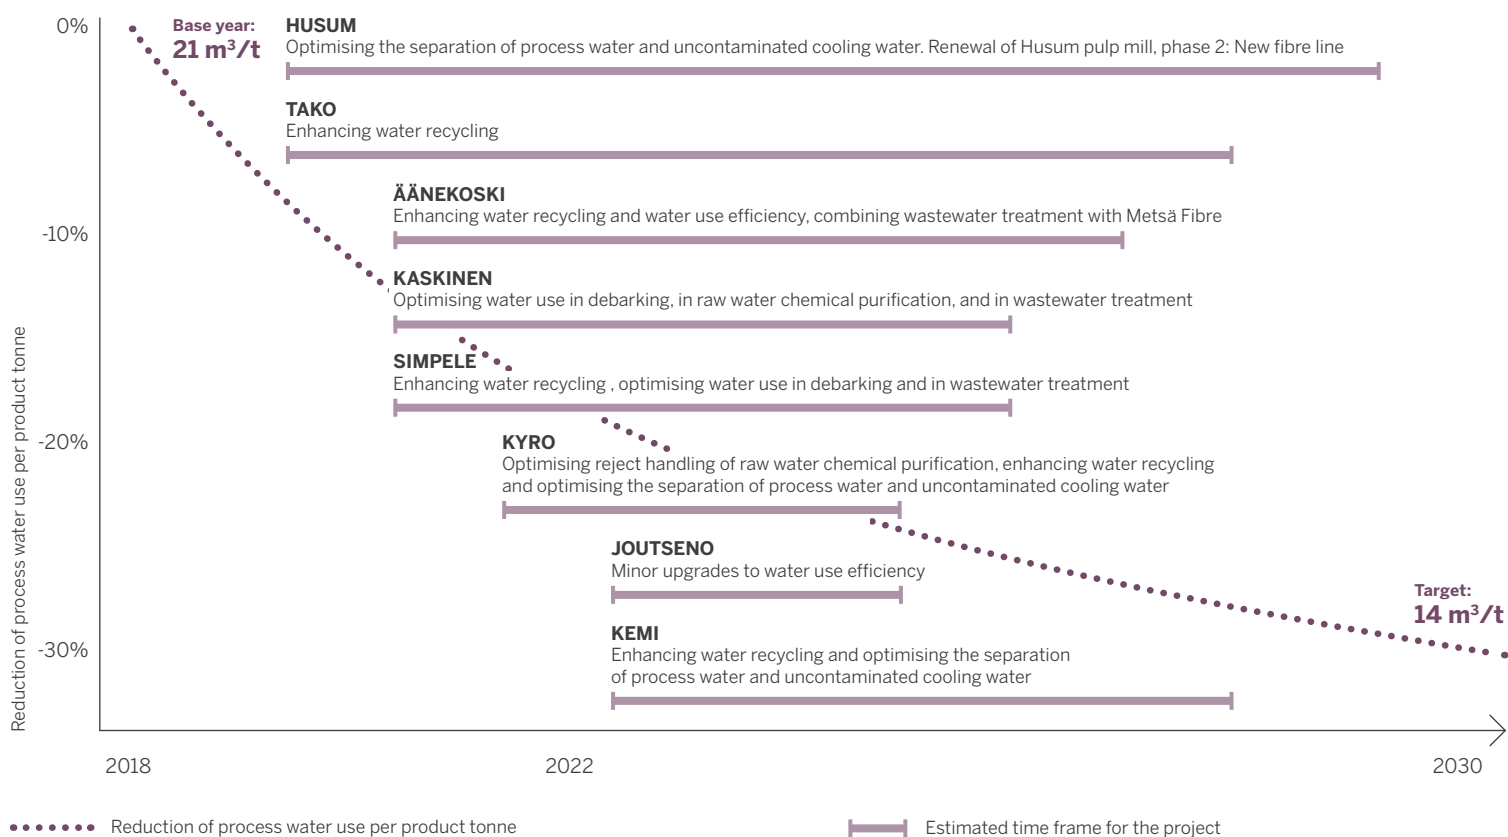 0%
Base year:
21 m³/t
HUSUM
Optimising the separation of process water and uncontaminated cooling water. Renewal of Husum pulp mill, phase 2: New fibre line
TAKO
Enhancing water recycling
ÄÄNEKOSKI
Enhancing water recycling and water use efficiency, combining wastewater treatment with Metsä Fibre
-10%
KASKINEN
Optimising water use in debarking, in raw water chemical purification, and in wastewater treatment
SIMPELE
Enhancing water recycling , optimising water use in debarking and in wastewater treatment
-20%
KYRO
Optimising reject handling of raw water chemical purification, enhancing water recycling
and optimising the separation of process water and uncontaminated cooling water
JOUTSENO
Minor upgrades to water use efficiency
Target:
14 m³/t
KEMI
Enhancing water recycling and optimising the separation
of process water and uncontaminated cooling water
-30%
Reduction of process water use per product tonne
2018
2022
2030
Reduction of process water use per product tonne
Estimated time frame for the project